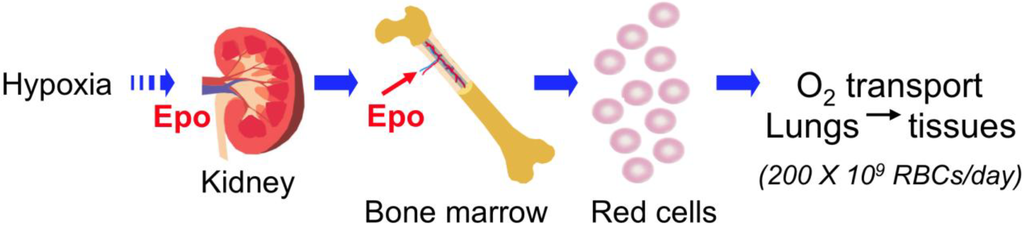 Hypoxia
Epo
Kidney
Epo
Bone marrow
Red cells
O₂ transport
Lungs → tissues
(200 X 10⁹ RBCs/day)